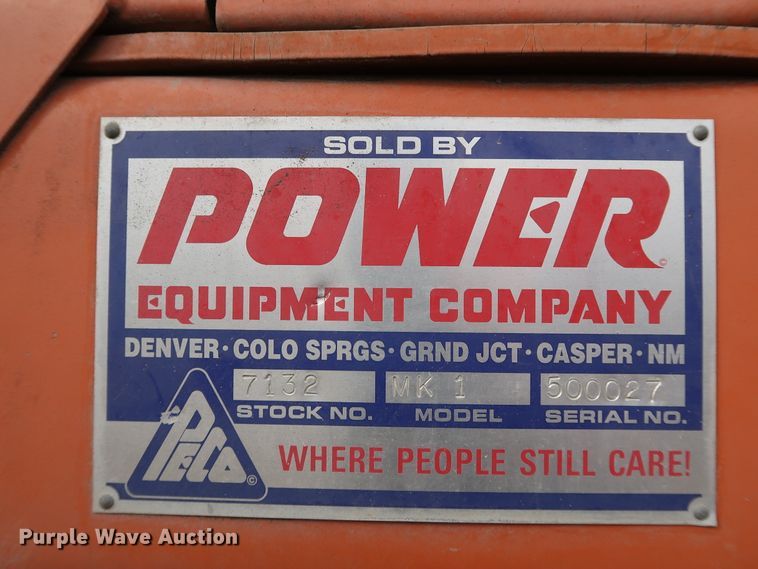 SOLD BY
POWER
EQUIPMENT COMPANY
DENVER · COLO SPRGS · GRND JCT · CASPER · NM
7132 MK 1 500027
STOCK NO. MODEL SERIAL NO.
PECO
WHERE PEOPLE STILL CARE!
Purple Wave Auction